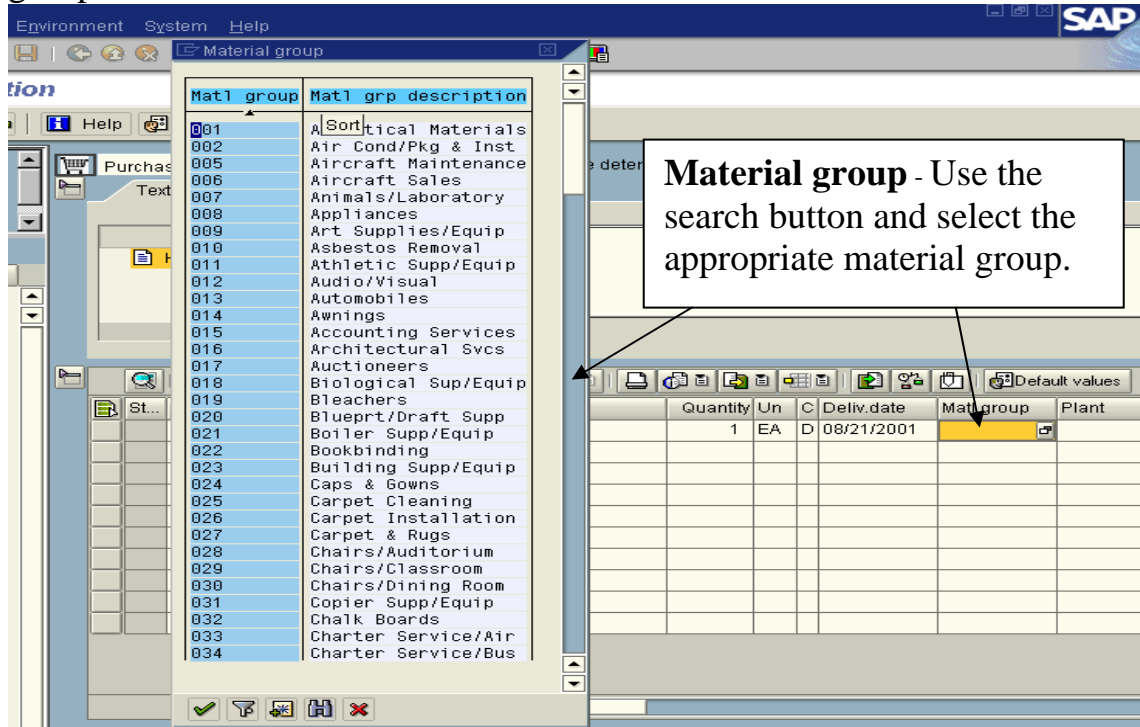 Environment System Help
SAP
Material group
tion
Help
Matl group Matl grp description
Sort
001 A tical Materials
002 Air Cond/Pkg & Inst
005 Aircraft Maintenance
006 Aircraft Sales
007 Animals/Laboratory
008 Appliances
009 Art Supplies/Equip
010 Asbestos Removal
011 Athletic Supp/Equip
012 Audio/Visual
013 Automobiles
014 Awnings
015 Accounting Services
016 Architectural Svcs
017 Auctioneers
018 Biological Sup/Equip
019 Bleachers
020 Blueprt/Draft Supp
021 Boiler Supp/Equip
022 Bookbinding
023 Building Supp/Equip
024 Caps & Gowns
025 Carpet Cleaning
026 Carpet Installation
027 Carpet & Rugs
028 Chairs/Auditorium
029 Chairs/Classroom
030 Chairs/Dining Room
031 Copier Supp/Equip
032 Chalk Boards
033 Charter Service/Air
034 Charter Service/Bus
Purchas
Text
e deter
Material group - Use the
search button and select the
appropriate material group.
Default values
St... Quantity Un C Deliv.date Matl group Plant
1 EA D 08/21/2001